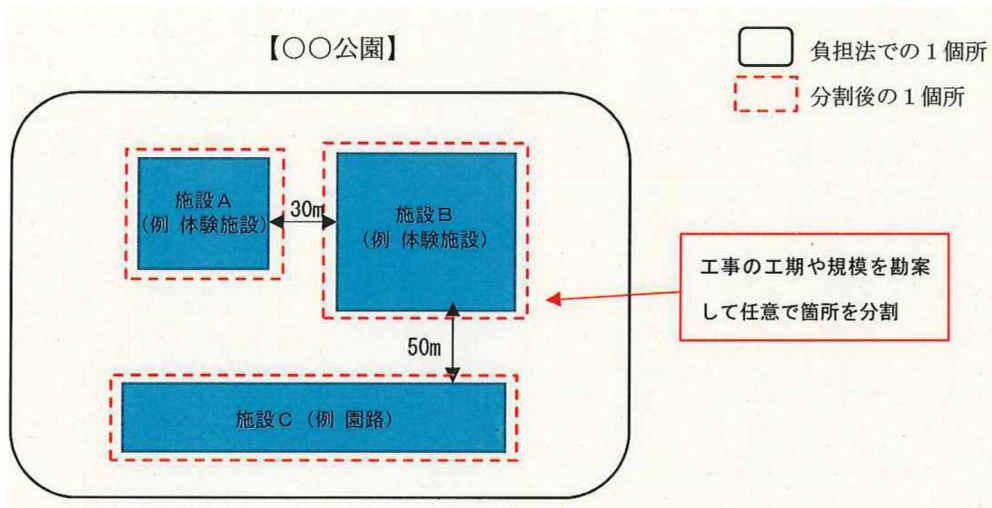 【○○公園】
負担法での１個所
分割後の１個所
施設Ａ
(例 体験施設)
30m
施設Ｂ
(例 体験施設)
工事の工期や規模を勘案
して任意で箇所を分割
50m
施設Ｃ（例 園路）